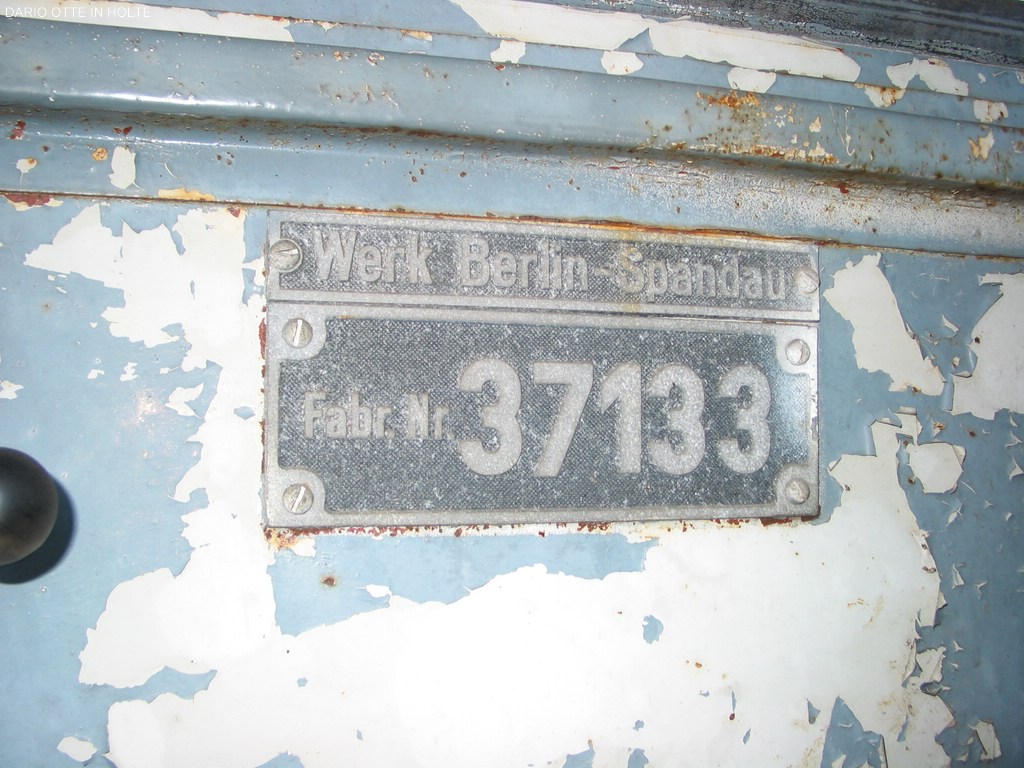 DARIO OTTE IN HOLTE
Werk Berlin-Spandau
Fabr. Nr. 37133